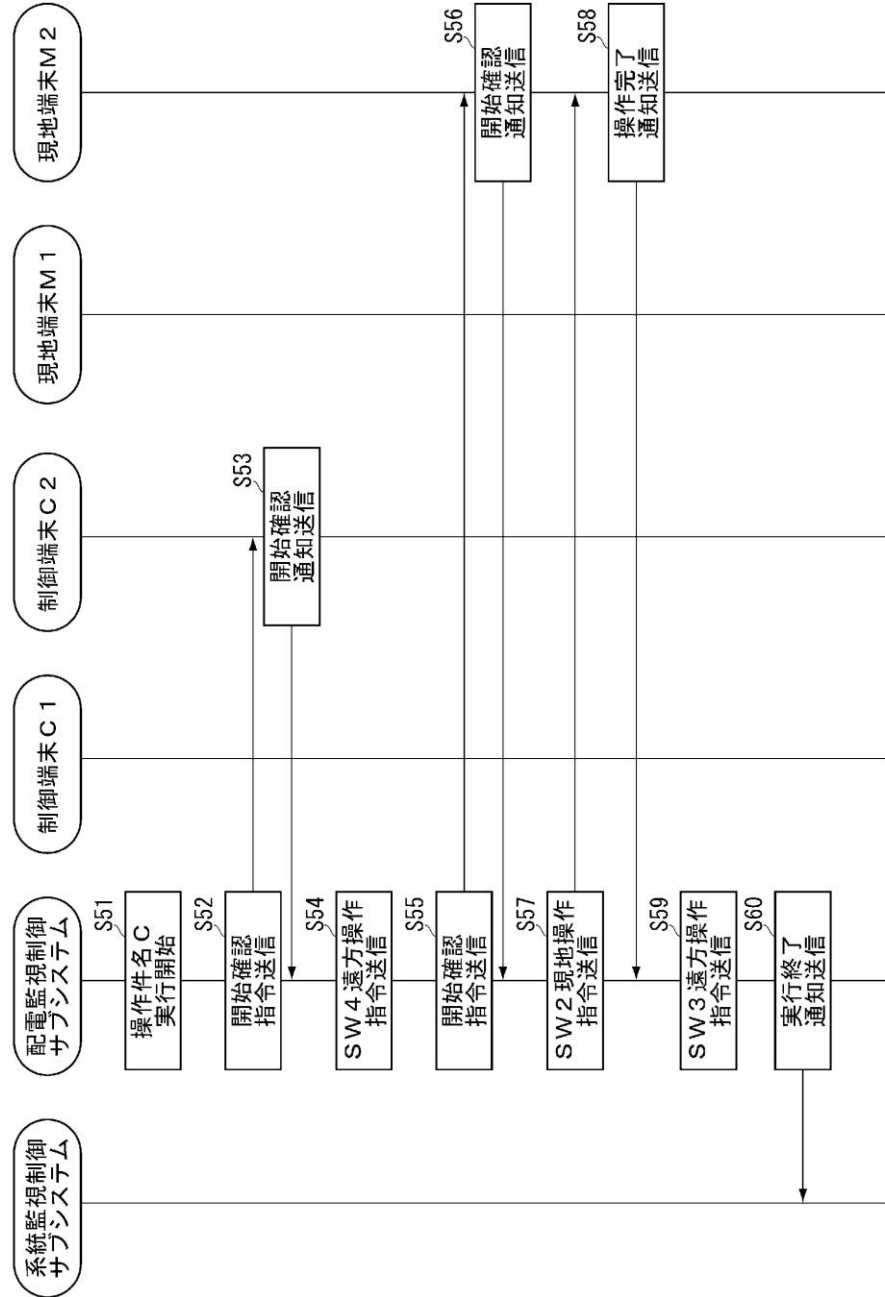 系統監視制御
サブシステム
配電監視制御
サブシステム
制御端末C1
制御端末C2
現地端末M1
現地端末M2
S51
操作件名C
実行開始
S52
開始確認
指令送信
S53
開始確認
通知送信
S54
SW4遠方操作
指令送信
S55
開始確認
指令送信
S56
開始確認
通知送信
S57
SW2現地操作
指令送信
S58
操作完了
通知送信
S59
SW3遠方操作
指令送信
S60
実行終了
通知送信